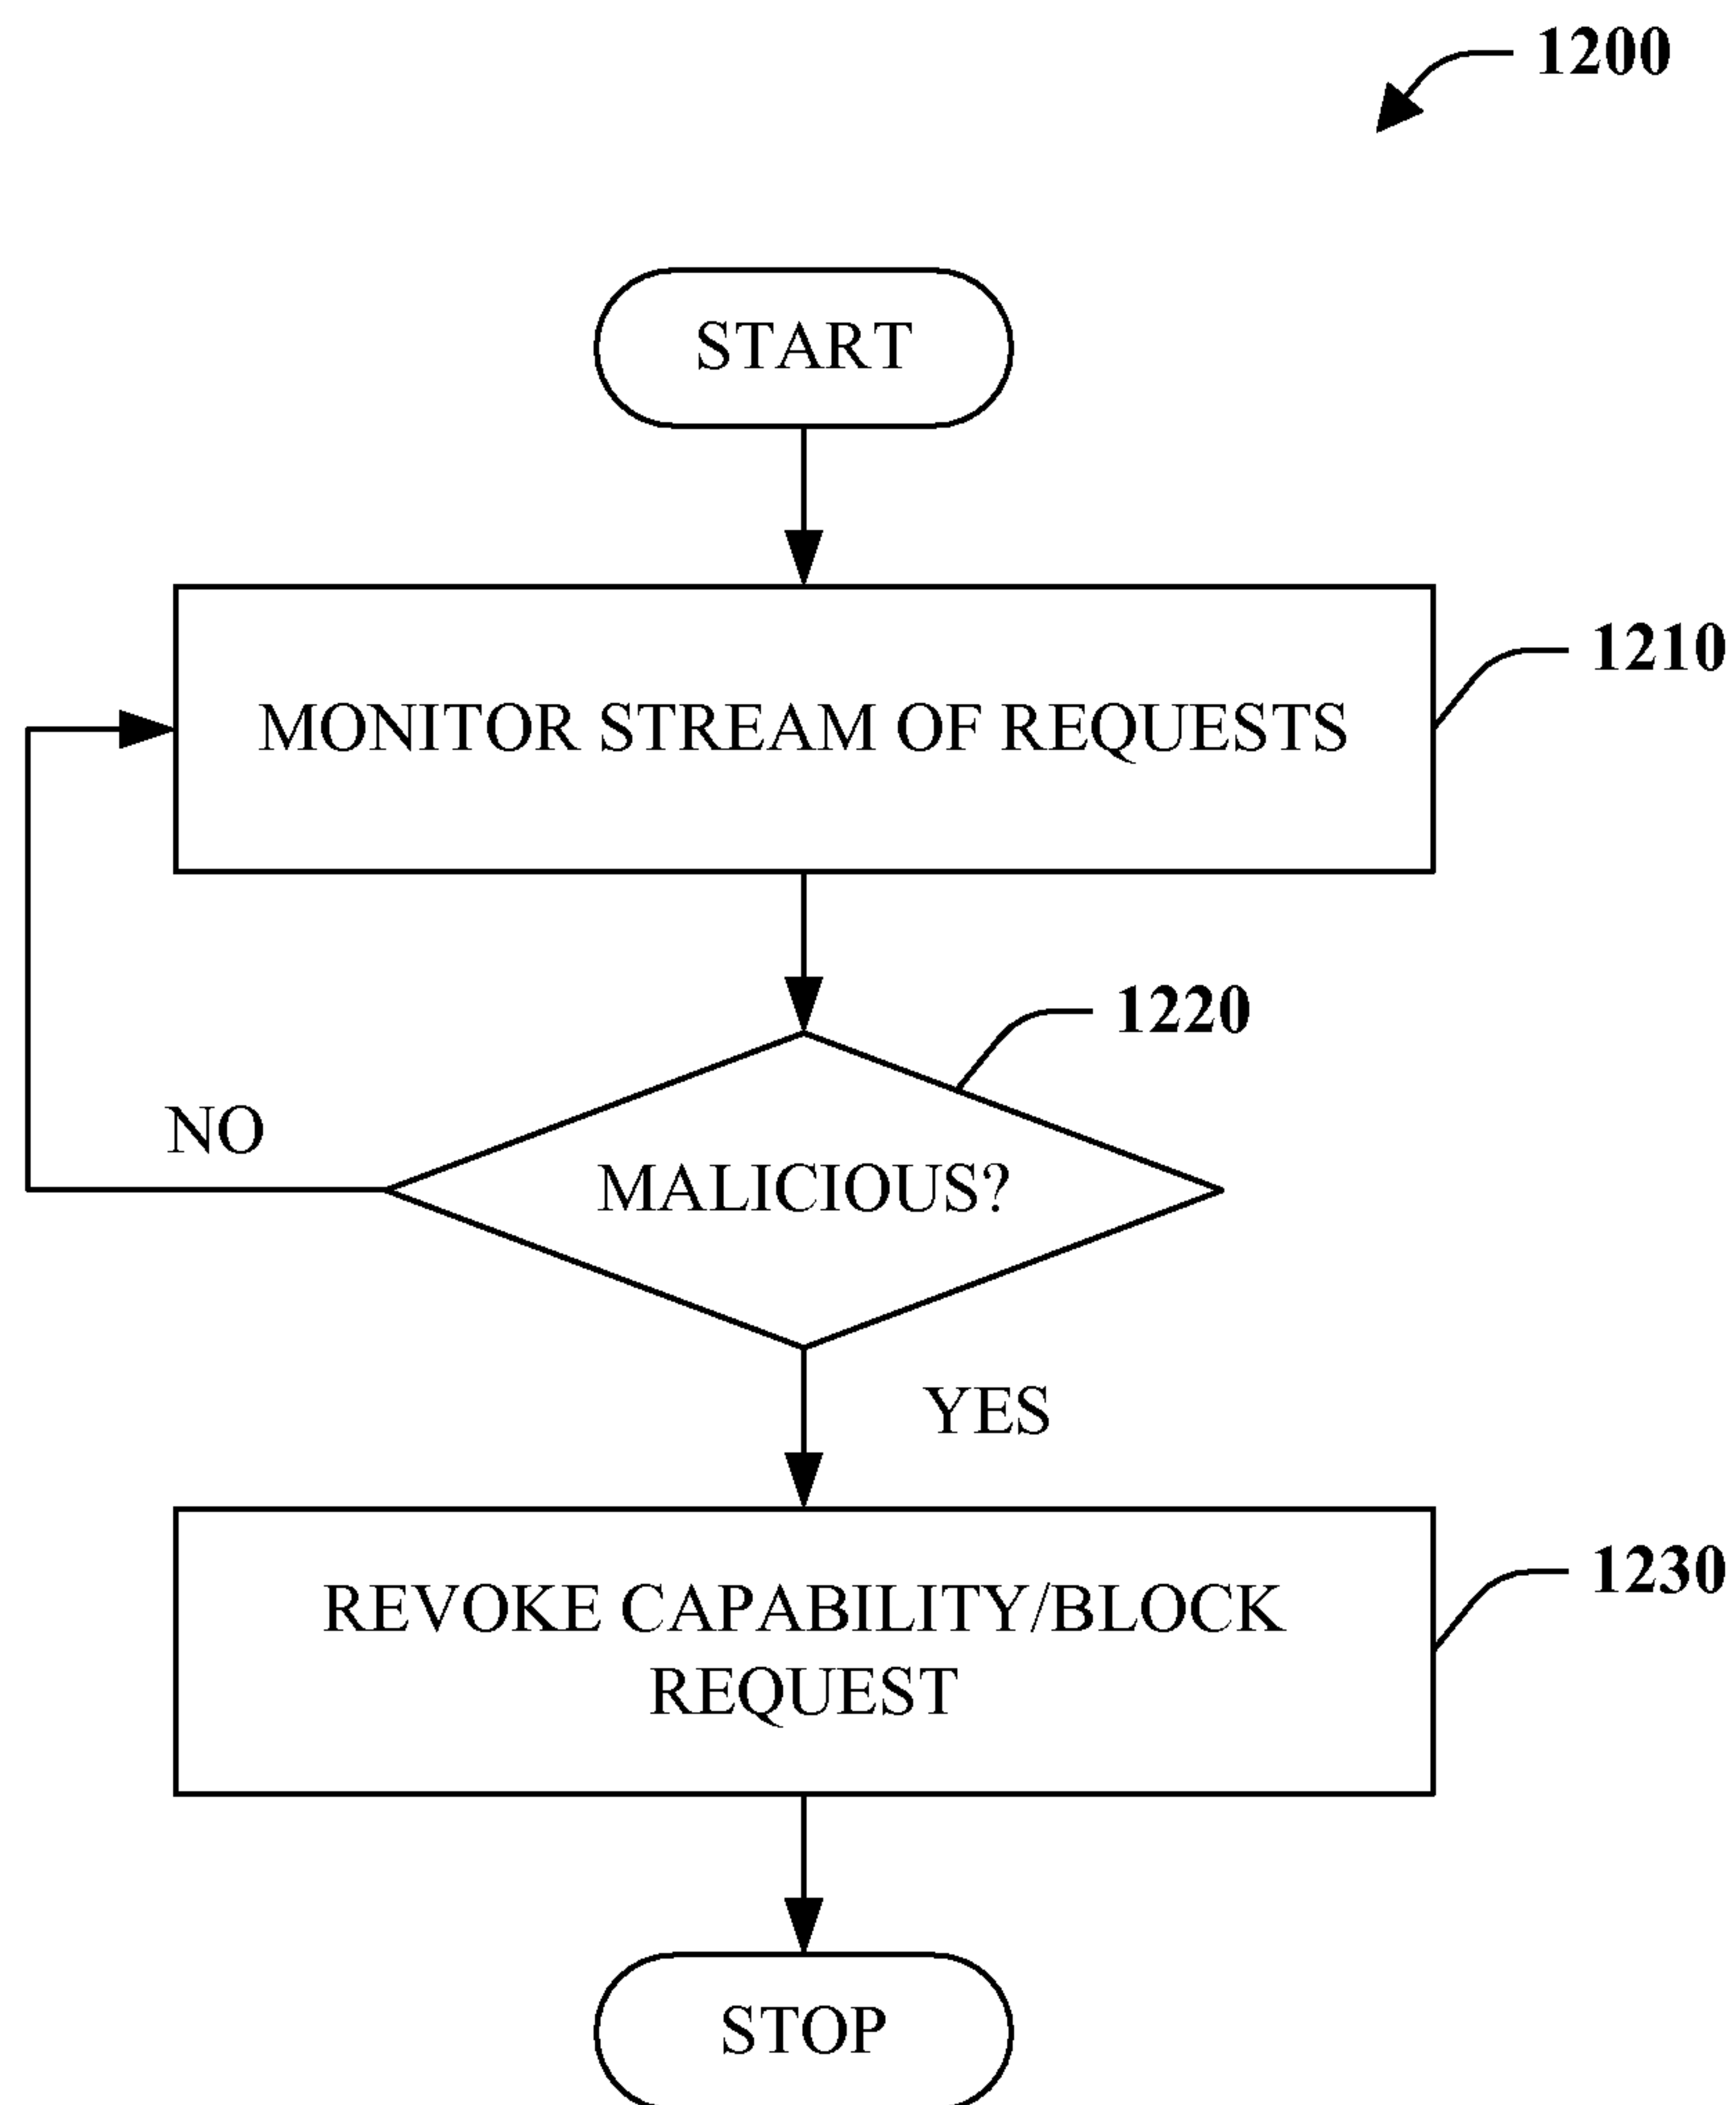 1200
START
1210
MONITOR STREAM OF REQUESTS
1220
NO
MALICIOUS?
YES
1230
REVOKE CAPABILITY/BLOCK
REQUEST
STOP